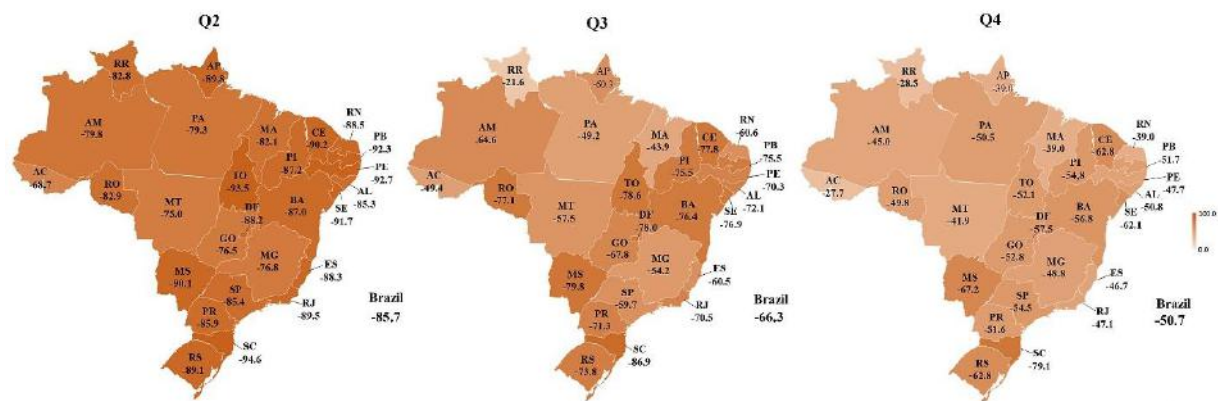 Q2
RR
-82.8
AP
-89.8
AM
-79.8
PA
-79.3
MA
-82.1
CE
-90.2
RN
-88.5
PB
-92.3
PE
-92.7
AL
-85.3
SE
-91.7
PI
-87.2
AC
-68.7
RO
-82.9
TO
-93.5
BA
-87.0
MT
-75.0
DF
-88.2
GO
-76.5
MG
-76.8
ES
-88.3
MS
-90.1
SP
-85.4
RJ
-89.5
PR
-85.9
SC
-94.6
RS
-89.1
Brazil
-85,7
Q3
RR
-21.6
AP
AM
-64.6
PA
-49.2
MA
-43.9
CE
-77.8
RN
-60.6
PB
-75.5
PE
-70.3
AL
-72.1
SE
-76.9
PI
-75.5
AC
-49.4
RO
-77.1
TO
-78.6
BA
-76.4
MT
-57.5
DF
-78.0
GO
-67.8
MG
-54.2
ES
-60.5
MS
-79.8
SP
-59.7
RJ
-70.5
PR
-71.3
SC
-86.9
RS
-73.8
Brazil
-66,3
Q4
RR
-28.5
AP
-39.0
AM
-45.0
PA
-50.5
MA
-39.0
CE
-62.8
RN
-39.0
PB
-51.7
PE
-47.7
AL
-50.8
SE
-62.1
PI
-54.8
AC
-27.7
RO
-49.8
TO
-52.1
BA
-56.8
MT
-41.9
DF
-57.5
GO
-52.8
MG
-48.8
ES
-46.7
MS
-67.2
SP
-54.5
RJ
-47.1
PR
-51.6
SC
-79.1
RS
-62.8
Brazil
-50.7
0.0